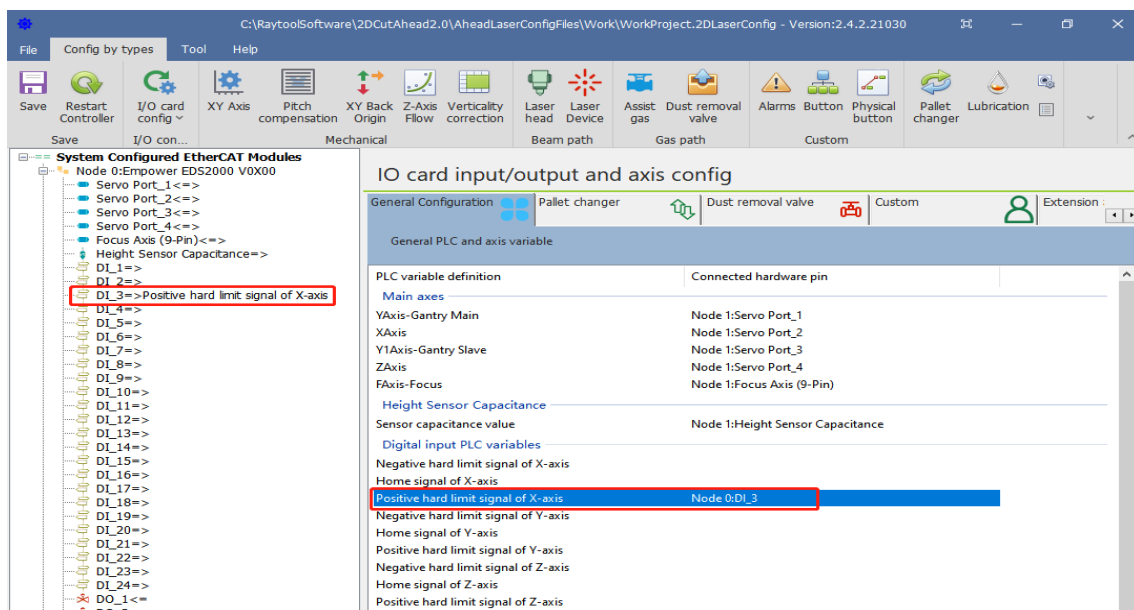 C:\RaytoolSoftware\2DCutAhead2.0\AheadLaserConfigFiles\Work\WorkProject.2DLaserConfig - Version:2.4.2.21030
File Config by types Tool Help
Save
Restart Controller
I/O card config
XY Axis
Pitch compensation
XY Back Origin
Z-Axis Fllow
Verticality correction
Laser head
Laser Device
Assist gas
Dust removal valve
Alarms
Button
Physical button
Pallet changer
Lubrication
Save I/O con... Mechanical Beam path Gas path Custom
System Configured EtherCAT Modules
Node 0:Empower EDS2000 V0X00
Servo Port_1<=>
Servo Port_2<=>
Servo Port_3<=>
Servo Port_4<=>
Focus Axis (9-Pin)<=>
Height Sensor Capacitance=>
DI_1=>
DI_2=>
DI_3=>Positive hard limit signal of X-axis
DI_4=>
DI_5=>
DI_6=>
DI_7=>
DI_8=>
DI_9=>
DI_10=>
DI_11=>
DI_12=>
DI_13=>
DI_14=>
DI_15=>
DI_16=>
DI_17=>
DI_18=>
DI_19=>
DI_20=>
DI_21=>
DI_22=>
DI_23=>
DI_24=>
DO_1<=
IO card input/output and axis config
General Configuration Pallet changer Dust removal valve Custom Extension
General PLC and axis variable
PLC variable definition Connected hardware pin
Main axes
YAxis-Gantry Main Node 1:Servo Port_1
XAxis Node 1:Servo Port_2
Y1Axis-Gantry Slave Node 1:Servo Port_3
ZAxis Node 1:Servo Port_4
FAxis-Focus Node 1:Focus Axis (9-Pin)
Height Sensor Capacitance
Sensor capacitance value Node 1:Height Sensor Capacitance
Digital input PLC variables
Negative hard limit signal of X-axis
Home signal of X-axis
Positive hard limit signal of X-axis Node 0:DI_3
Negative hard limit signal of Y-axis
Home signal of Y-axis
Positive hard limit signal of Y-axis
Negative hard limit signal of Z-axis
Home signal of Z-axis
Positive hard limit signal of Z-axis